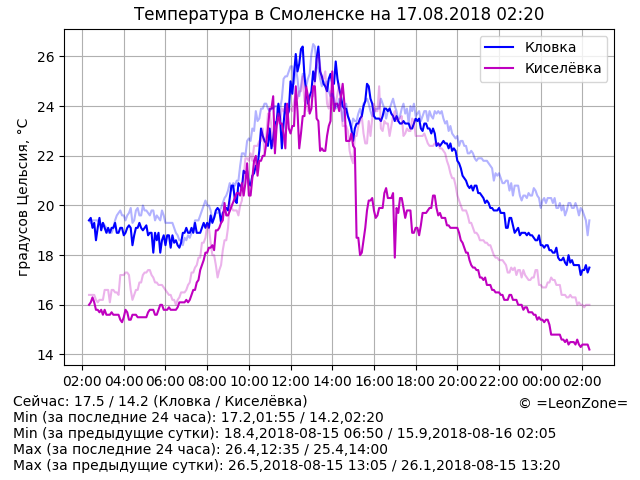 Температура в Смоленске на 17.08.2018 02:20
Кловка
Киселёвка
градусов Цельсия, °C
26
24
22
20
18
16
14
02:00 04:00 06:00 08:00 10:00 12:00 14:00 16:00 18:00 20:00 22:00 00:00 02:00
Сейчас: 17.5 / 14.2 (Кловка / Киселёвка)
© =LeonZone=
Min (за последние 24 часа): 17.2,01:55 / 14.2,02:20
Min (за предыдущие сутки): 18.4,2018-08-15 06:50 / 15.9,2018-08-16 02:05
Max (за последние 24 часа): 26.4,12:35 / 25.4,14:00
Max (за предыдущие сутки): 26.5,2018-08-15 13:05 / 26.1,2018-08-15 13:20